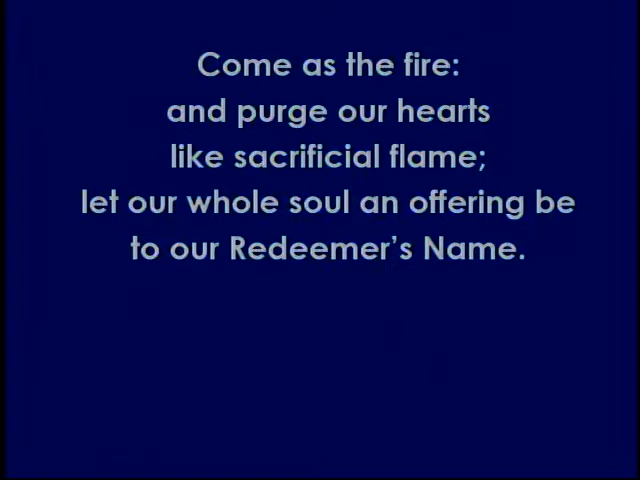 Come as the fire:
and purge our hearts
like sacrificial flame;
let our whole soul an offering be
to our Redeemer’s Name.